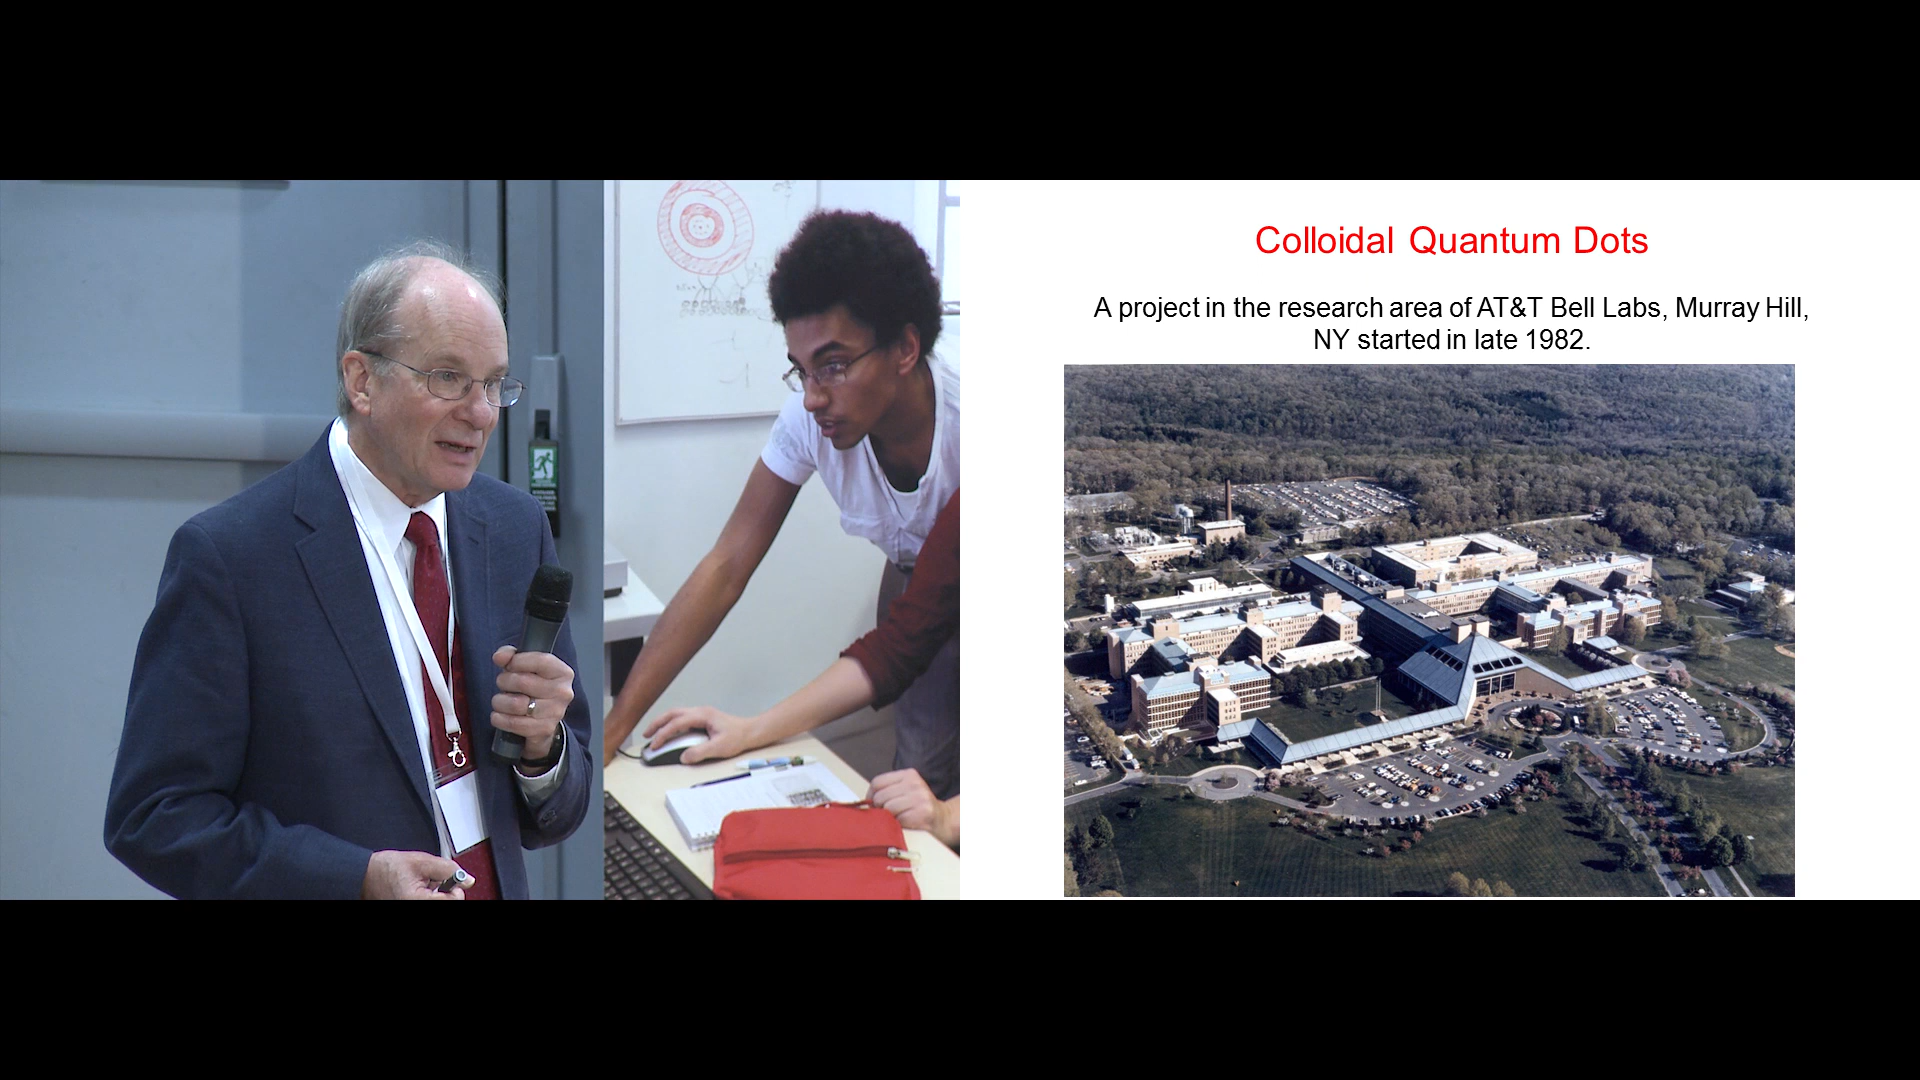 Colloidal Quantum Dots
A project in the research area of AT&T Bell Labs, Murray Hill,
NY started in late 1982.